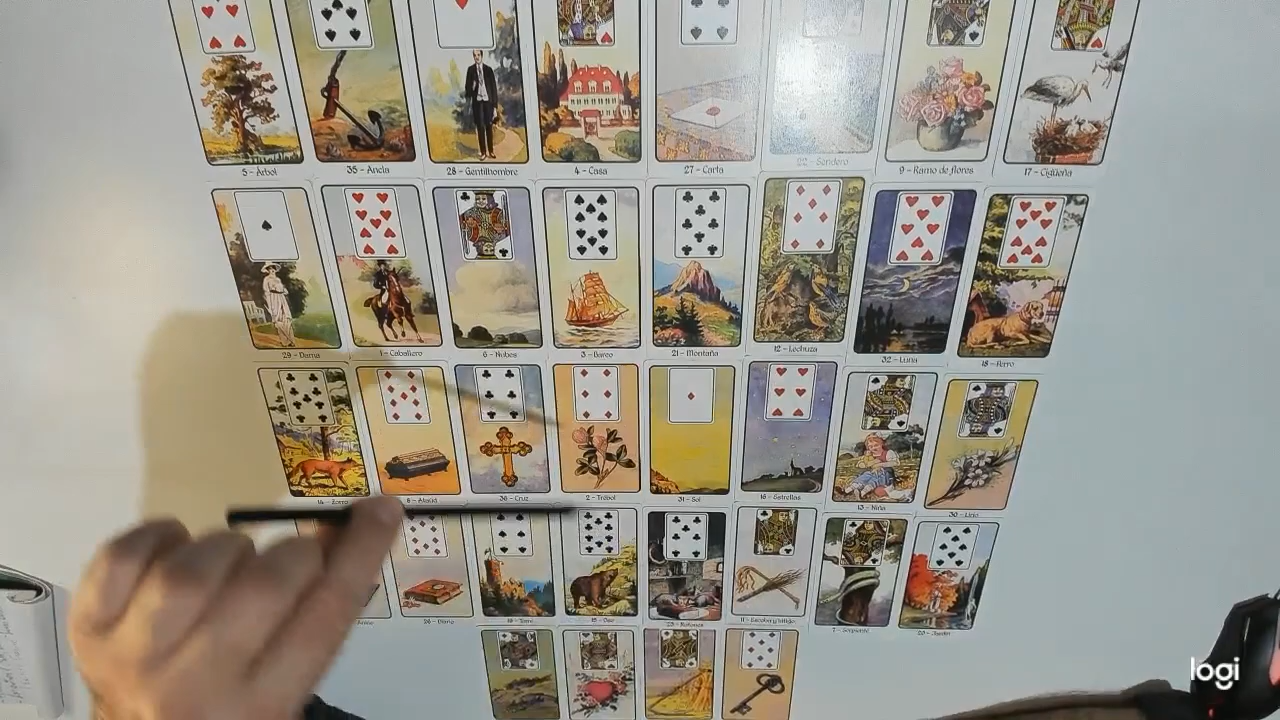 5 - Árbol
35 - Ancla
28 - Gentilhombre
4 - Casa
27 - Carta
22 - Sendero
9 - Ramo de flores
17 - Cigüeña
29 - Dama
1 - Caballero
6 - Nubes
3 - Barco
21 - Montaña
12 - Lechuza
32 - Luna
18 - Perro
14 - Zorro
8 - Ataúd
36 - Cruz
2 - Trébol
31 - Sol
16 - Estrellas
13 - Niña
30 - Lirio
26 - Diario
19 - Torre
15 - Oso
23 - Ratones
11 - Escoba y látigo
7 - Serpiente
20 - Jardín
logi